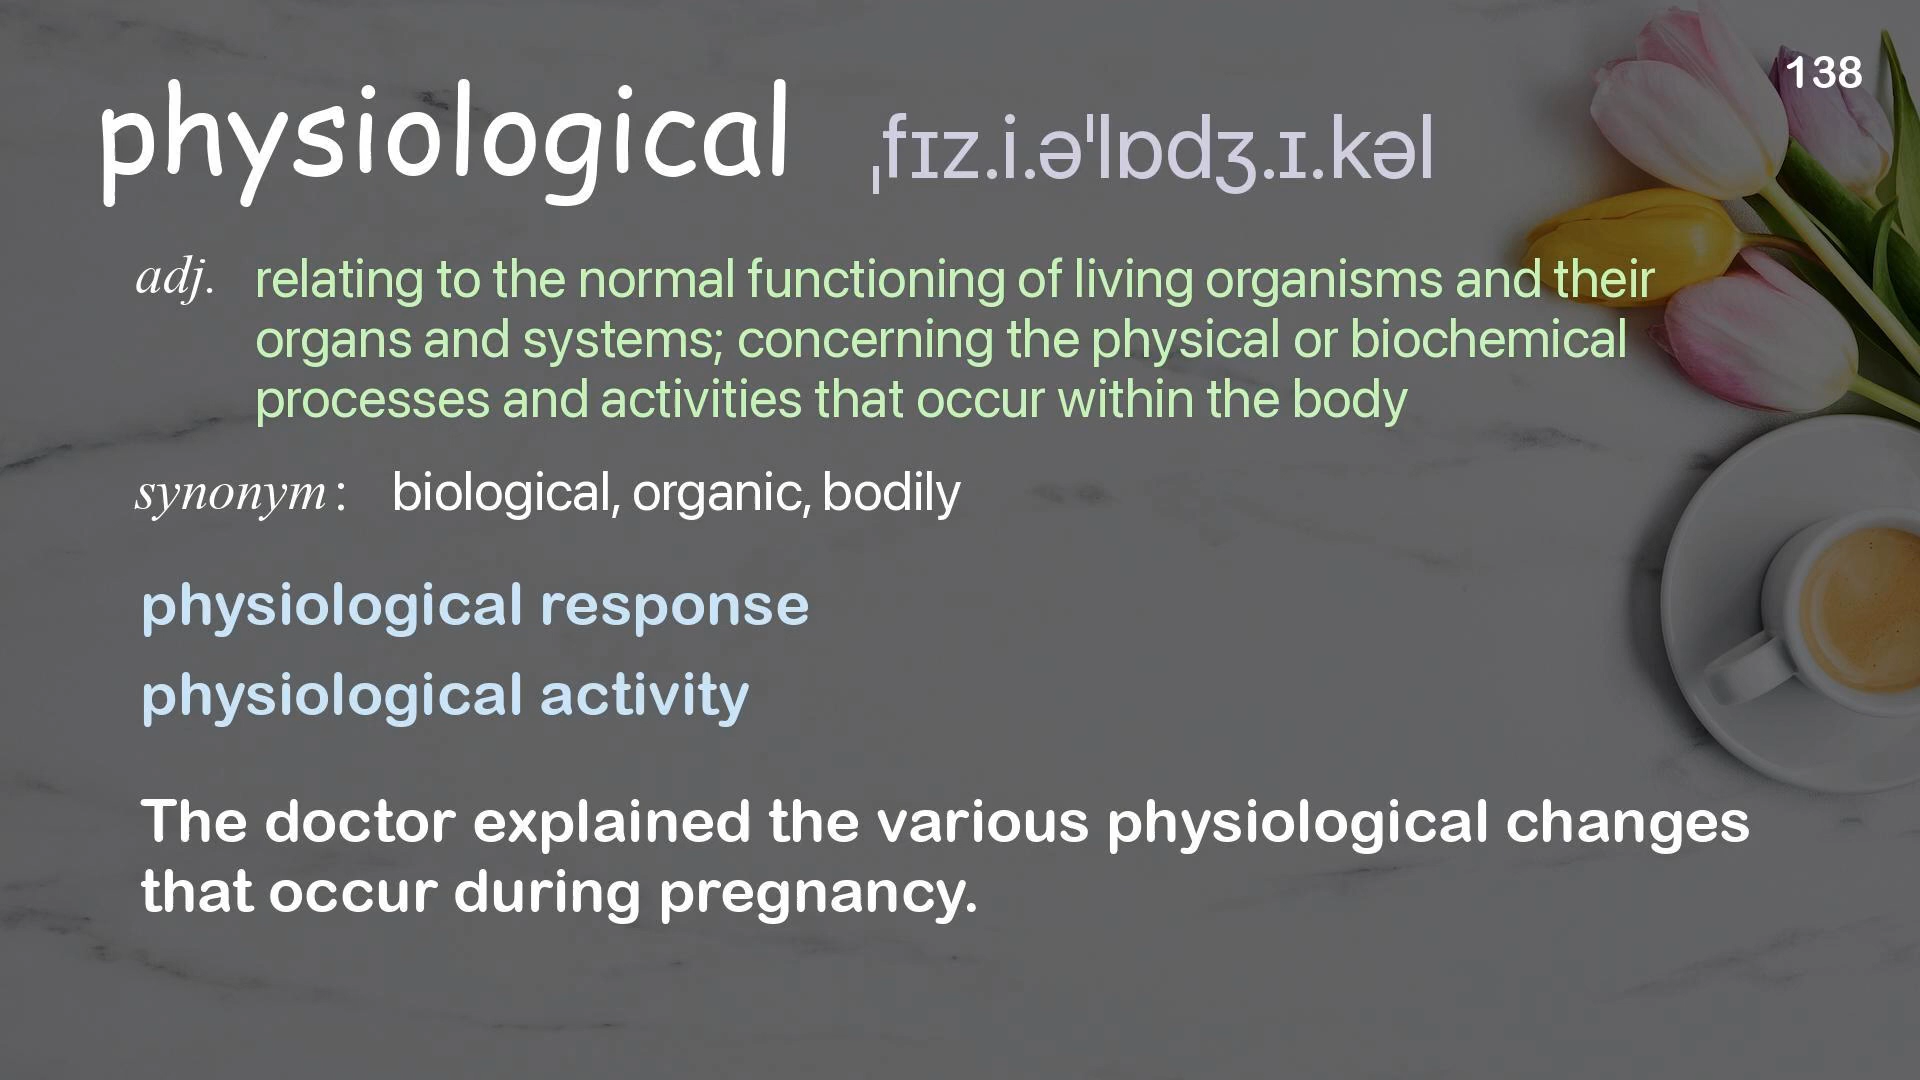 138
physiological ˌfɪz.i.əˈlɒdʒ.ɪ.kəl
adj. relating to the normal functioning of living organisms and their
organs and systems; concerning the physical or biochemical
processes and activities that occur within the body
synonym: biological, organic, bodily
physiological response
physiological activity
The doctor explained the various physiological changes
that occur during pregnancy.